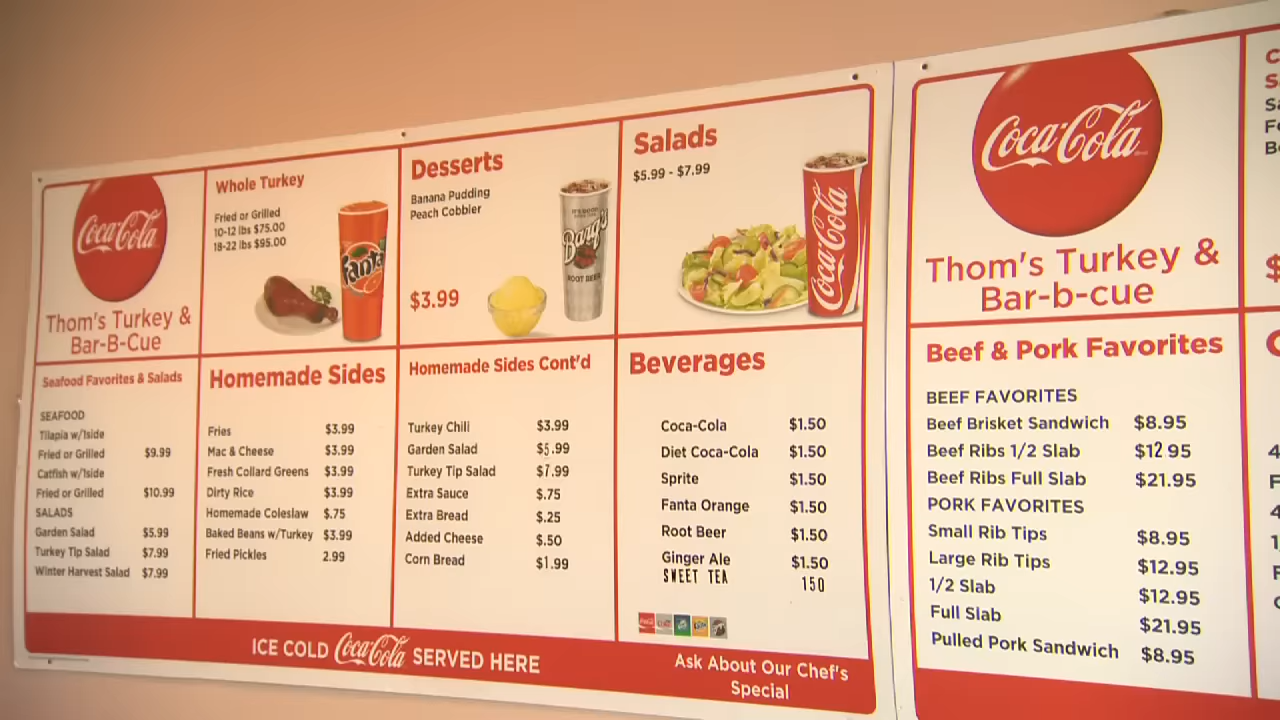 Coca-Cola
Thom's Turkey &
Bar-B-Cue
Whole Turkey
Fried or Grilled
10-12 lbs $75.00
18-22 lbs $95.00
Fanta
Desserts
Banana Pudding
Peach Cobbler
$3.99
Barq's
ROOT BEER
Salads
$5.99 - $7.99
Coca-Cola
Seafood Favorites & Salads
SEAFOOD
Tilapia w/1side
Fried or Grilled $9.99
Catfish w/1side
Fried or Grilled $10.99
SALADS
Garden Salad $5.99
Turkey Tip Salad $7.99
Winter Harvest Salad $7.99
Homemade Sides
Fries $3.99
Mac & Cheese $3.99
Fresh Collard Greens $3.99
Dirty Rice $3.99
Homemade Coleslaw $.75
Baked Beans w/Turkey $3.99
Fried Pickles 2.99
Homemade Sides Cont'd
Turkey Chili $3.99
Garden Salad $5.99
Turkey Tip Salad $7.99
Extra Sauce $.75
Extra Bread $.25
Added Cheese $.50
Corn Bread $1.99
Beverages
Coca-Cola $1.50
Diet Coca-Cola $1.50
Sprite $1.50
Fanta Orange $1.50
Root Beer $1.50
Ginger Ale $1.50
SWEET TEA 150
ICE COLD Coca-Cola SERVED HERE
Ask About Our Chef's
Special
Coca-Cola
Thom's Turkey &
Bar-b-cue
Beef & Pork Favorites
BEEF FAVORITES
Beef Brisket Sandwich $8.95
Beef Ribs 1/2 Slab $12 95
Beef Ribs Full Slab $21.95
PORK FAVORITES
Small Rib Tips $8.95
Large Rib Tips $12.95
1/2 Slab $12.95
Full Slab $21.95
Pulled Pork Sandwich $8.95